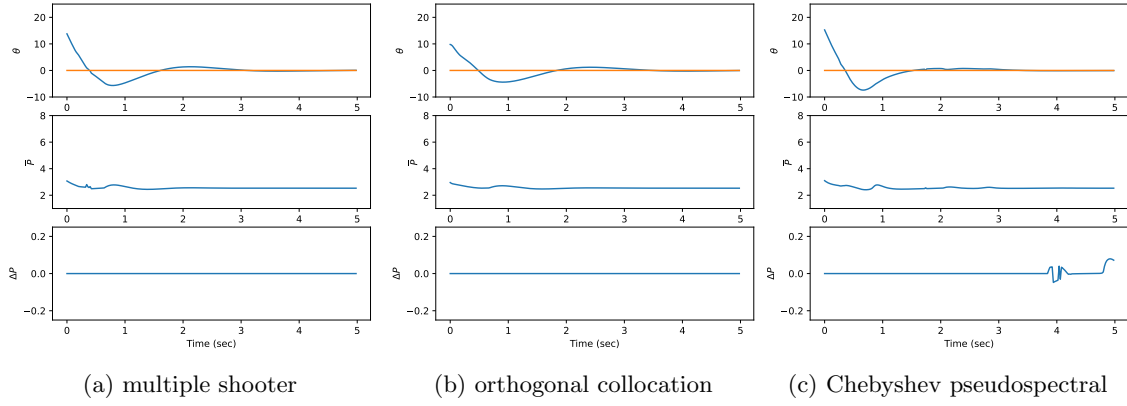 20
10
0
−10
θ
0 1 2 3 4 5
8
6
4
2
P̅
0 1 2 3 4 5
0.2
0.0
−0.2
ΔP
0 1 2 3 4 5
Time (sec)
(a) multiple shooter
20
10
0
−10
θ
0 1 2 3 4 5
8
6
4
2
P̅
0 1 2 3 4 5
0.2
0.0
−0.2
ΔP
0 1 2 3 4 5
Time (sec)
(b) orthogonal collocation
20
10
0
−10
θ
0 1 2 3 4 5
8
6
4
2
P̅
0 1 2 3 4 5
0.2
0.0
−0.2
ΔP
0 1 2 3 4 5
Time (sec)
(c) Chebyshev pseudospectral